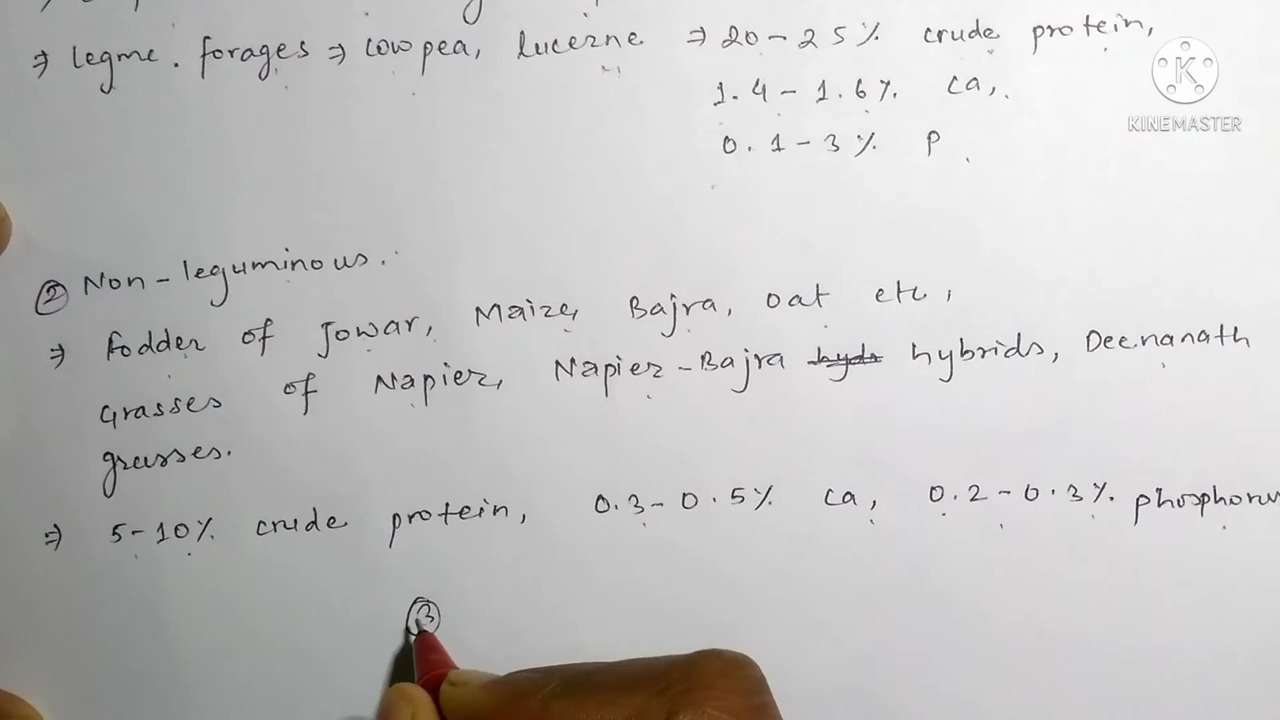 ⇒ legme. forages ⇒ cowpea, lucerne ⇒ 20-25% crude protein,
1.4-1.6% ca,
0.1-3% P
K
KINEMASTER
② Non-leguminous.
⇒ fodder of Jowar, Maize, Bajra, oat etc,
Grasses of Napier, Napier-Bajra hybrids, Deenanath
grasses.
⇒ 5-10% crude protein, 0.3-0.5% ca, 0.2-0.3% phosphorus
③